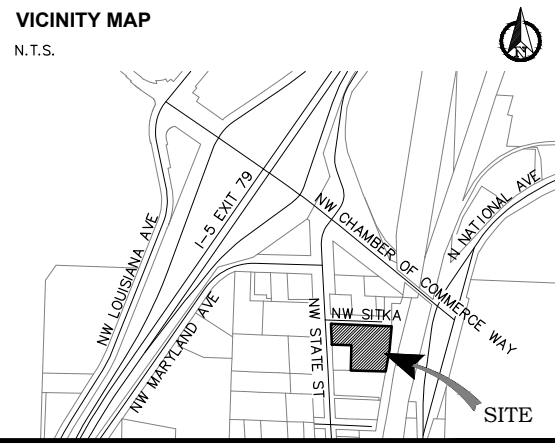 VICINITY MAP
N.T.S.
N
I-5 EXIT 79
NW LOUISIANA AVE
NW MARYLAND AVE
NW CHAMBER OF COMMERCE WAY
N NATIONAL AVE
NW STATE ST
NW SITKA
SITE